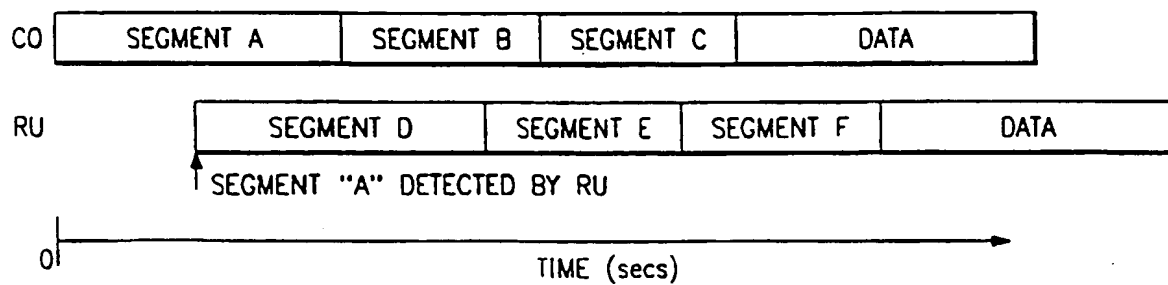 CO SEGMENT A SEGMENT B SEGMENT C DATA
RU SEGMENT D SEGMENT E SEGMENT F DATA
SEGMENT "A" DETECTED BY RU
0
TIME (secs)